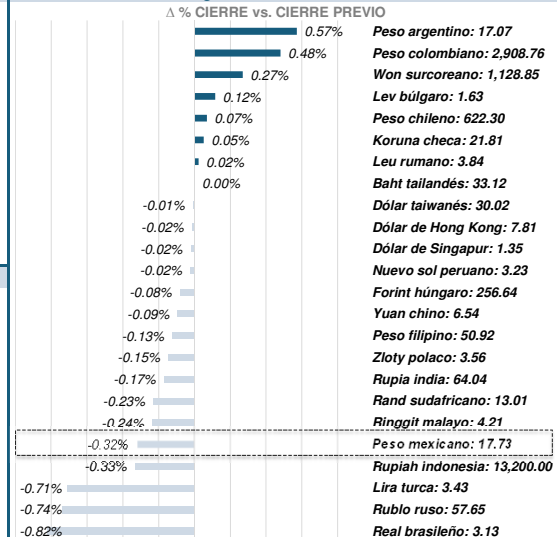 Δ % CIERRE vs. CIERRE PREVIO
0.57% Peso argentino: 17.07
0.48% Peso colombiano: 2,908.76
0.27% Won surcoreano: 1,128.85
0.12% Lev búlgaro: 1.63
0.07% Peso chileno: 622.30
0.05% Koruna checa: 21.81
0.02% Leu rumano: 3.84
0.00% Baht tailandés: 33.12
-0.01% Dólar taiwanés: 30.02
-0.02% Dólar de Hong Kong: 7.81
-0.02% Dólar de Singapur: 1.35
-0.02% Nuevo sol peruano: 3.23
-0.08% Forint húngaro: 256.64
-0.09% Yuan chino: 6.54
-0.13% Peso filipino: 50.92
-0.15% Zloty polaco: 3.56
-0.17% Rupia india: 64.04
-0.23% Rand sudafricano: 13.01
-0.24% Ringgit malayo: 4.21
-0.32% Peso mexicano: 17.73
-0.33% Rupiah indonesia: 13,200.00
-0.71% Lira turca: 3.43
-0.74% Rublo ruso: 57.65
-0.82% Real brasileño: 3.13